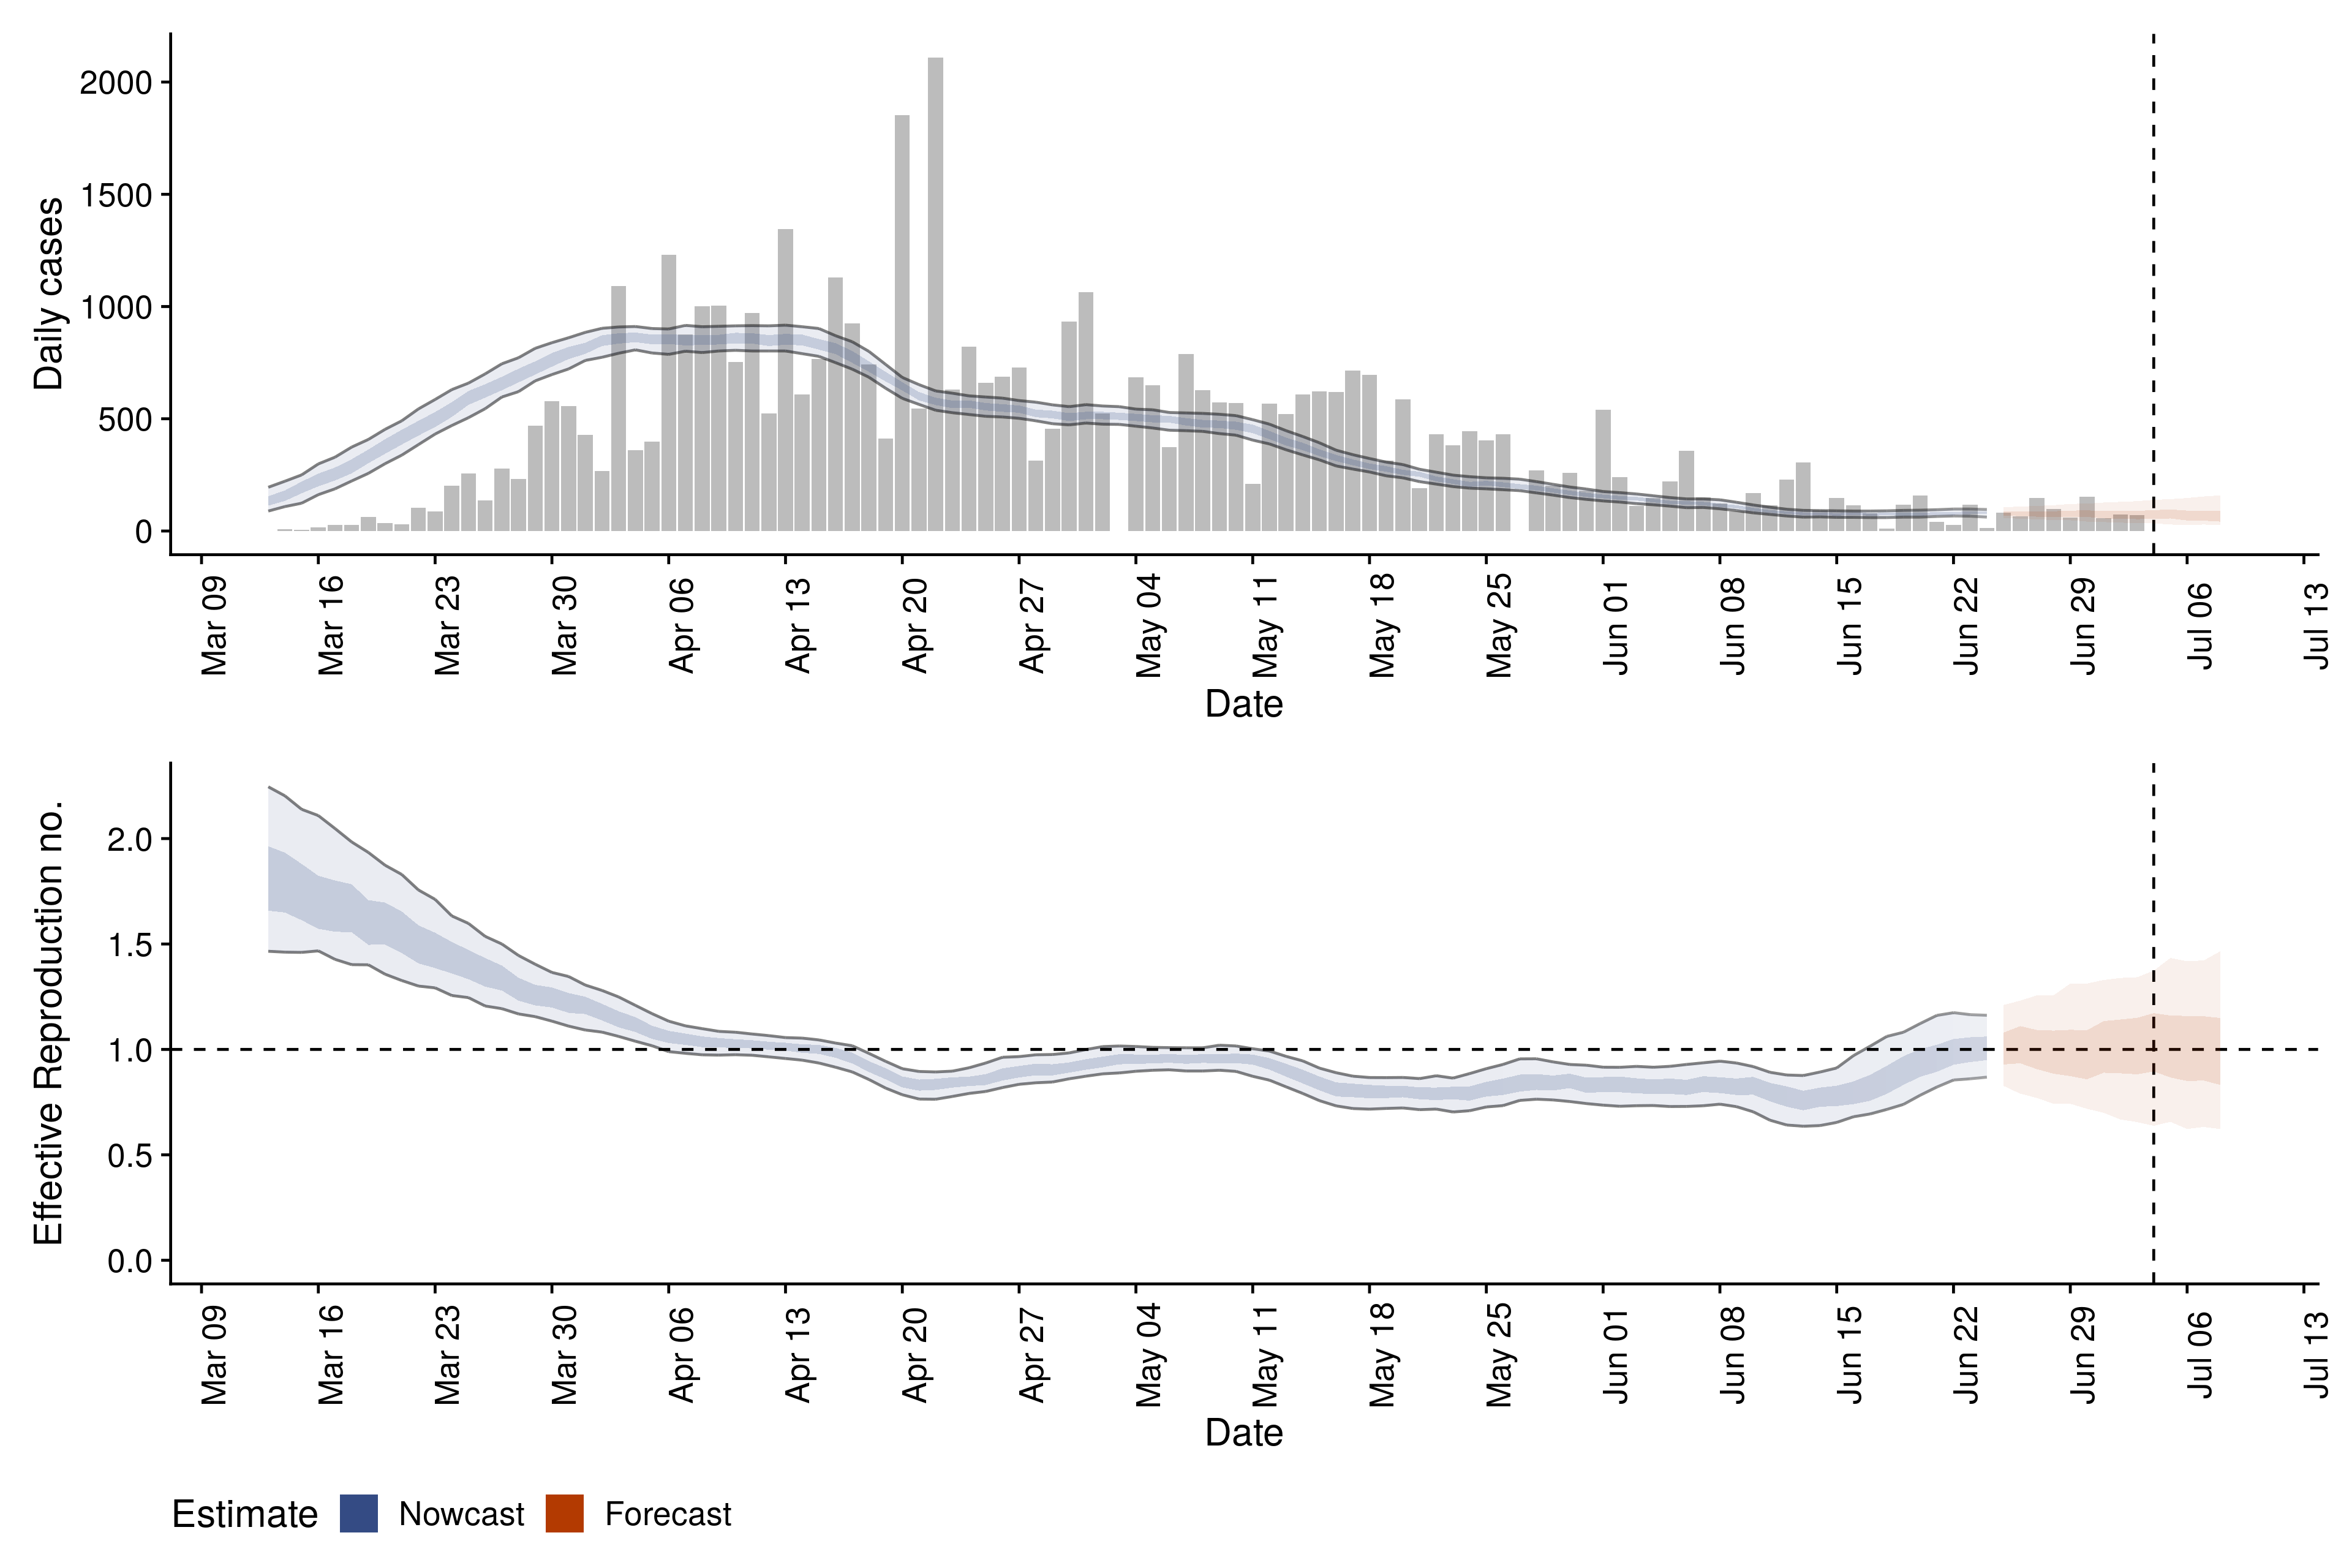 Daily cases
2000
1500
1000
500
0
Mar 09 Mar 16 Mar 23 Mar 30 Apr 06 Apr 13 Apr 20 Apr 27 May 04 May 11 May 18 May 25 Jun 01 Jun 08 Jun 15 Jun 22 Jun 29 Jul 06 Jul 13
Date
Effective Reproduction no.
2.0
1.5
1.0
0.5
0.0
Mar 09 Mar 16 Mar 23 Mar 30 Apr 06 Apr 13 Apr 20 Apr 27 May 04 May 11 May 18 May 25 Jun 01 Jun 08 Jun 15 Jun 22 Jun 29 Jul 06 Jul 13
Date
Estimate Nowcast Forecast